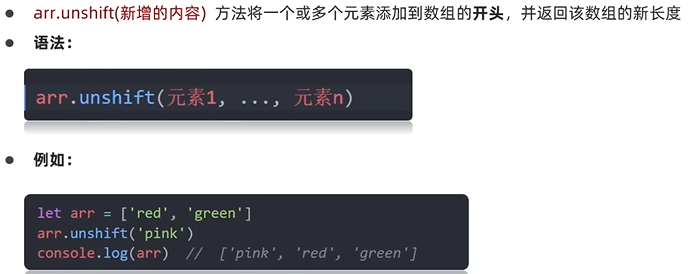 arr.unshift(新增的内容) 方法将一个或多个元素添加到数组的开头，并返回该数组的新长度
语法：
arr.unshift(元素1, ..., 元素n)
例如：
let arr = ['red', 'green']
arr.unshift('pink')
console.log(arr)  //  ['pink', 'red', 'green']